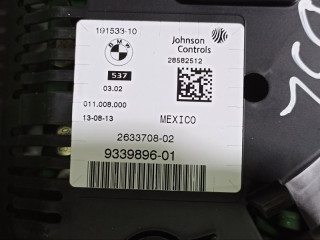 191533-10
BMW
Johnson
Controls
28582512
537
03.02
011.008.000
13-08-13
MEXICO
2633708-02
9339896-01